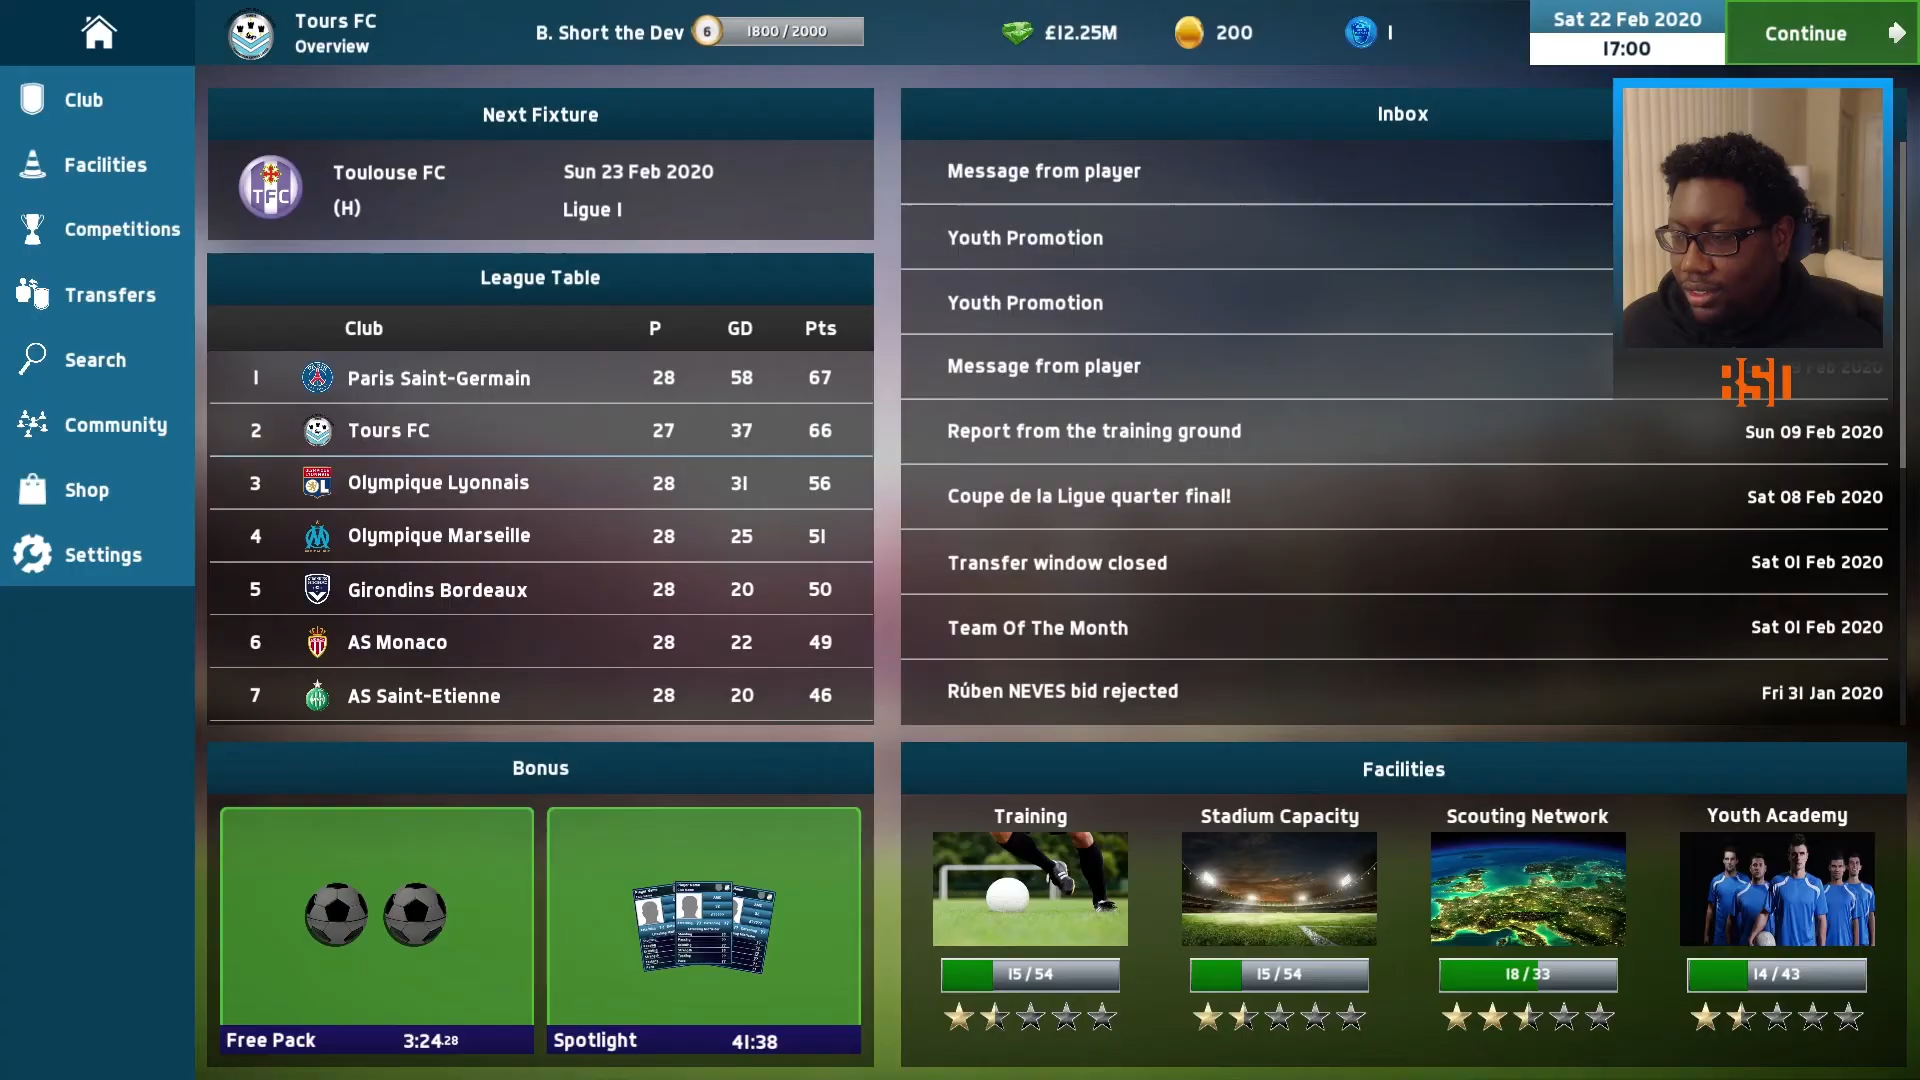 Tours FC
Overview
B. Short the Dev
6
1800 / 2000
£12.25M
200
1
Sat 22 Feb 2020
17:00
Continue
Club
Facilities
Competitions
Transfers
Search
Community
Shop
Settings
Next Fixture
TFC
Toulouse FC
(H)
Sun 23 Feb 2020
Ligue 1
League Table
Club P GD Pts
1 Paris Saint-Germain 28 58 67
2 Tours FC 27 37 66
3 Olympique Lyonnais 28 31 56
4 Olympique Marseille 28 25 51
5 Girondins Bordeaux 28 20 50
6 AS Monaco 28 22 49
7 AS Saint-Etienne 28 20 46
Inbox
Message from player
Youth Promotion
Youth Promotion
Message from player
BSD
Report from the training ground Sun 09 Feb 2020
Coupe de la Ligue quarter final! Sat 08 Feb 2020
Transfer window closed Sat 01 Feb 2020
Team Of The Month Sat 01 Feb 2020
Rúben NEVES bid rejected Fri 31 Jan 2020
Bonus
Free Pack 3:24.28
Spotlight 41:38
Facilities
Training
15 / 54
Stadium Capacity
15 / 54
Scouting Network
18 / 33
Youth Academy
14 / 43